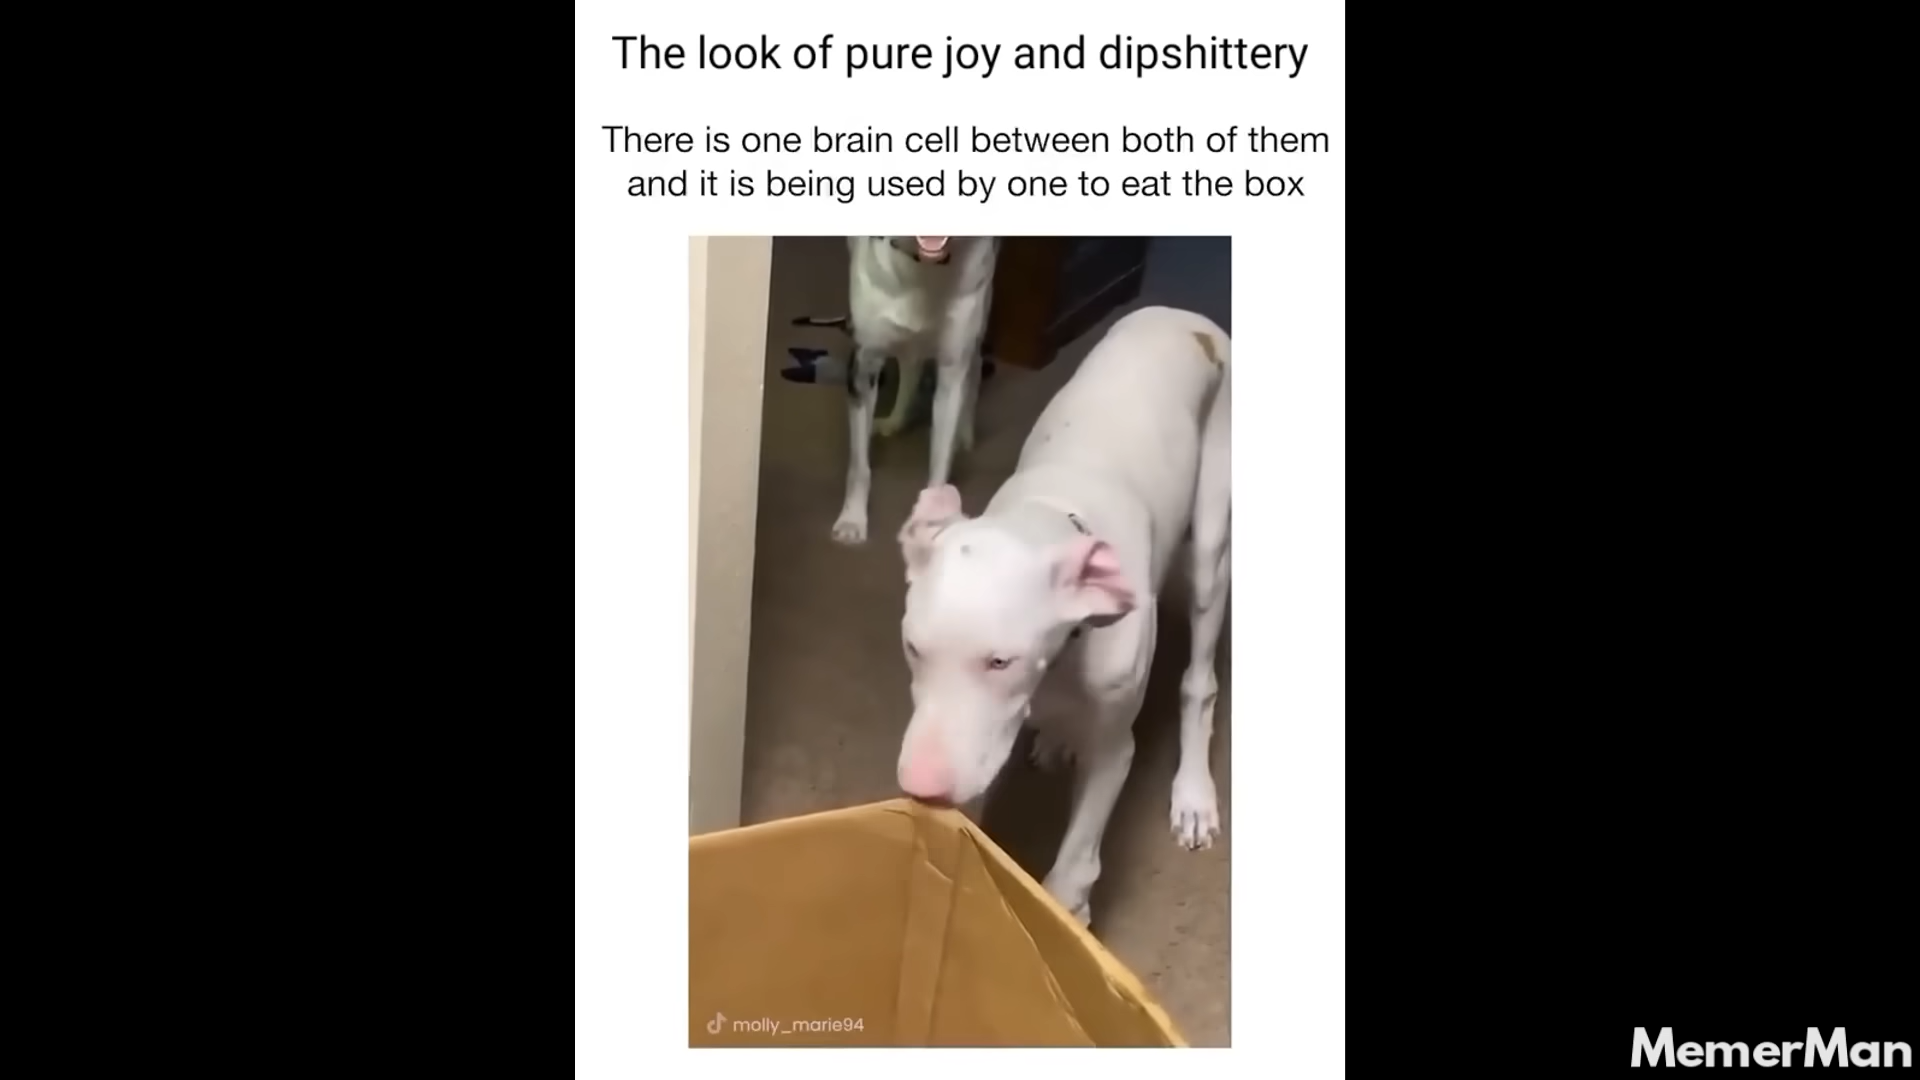 The look of pure joy and dipshittery
There is one brain cell between both of them
and it is being used by one to eat the box
molly_marie94
MemerMan